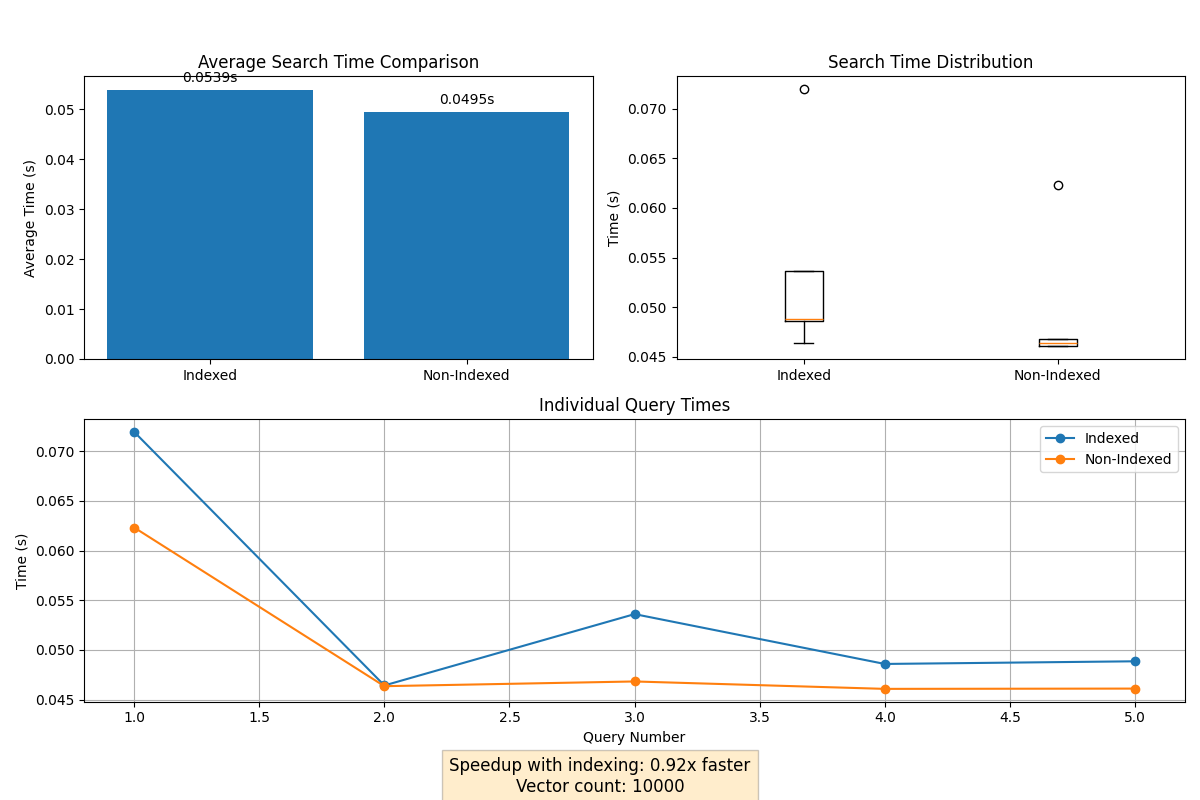 Average Search Time Comparison
0.0539s
0.0495s
Average Time (s)
0.05
0.04
0.03
0.02
0.01
0.00
Indexed
Non-Indexed
Search Time Distribution
Time (s)
0.070
0.065
0.060
0.055
0.050
0.045
Indexed
Non-Indexed
Individual Query Times
Indexed
Non-Indexed
Time (s)
0.070
0.065
0.060
0.055
0.050
0.045
1.0
1.5
2.0
2.5
3.0
3.5
4.0
4.5
5.0
Query Number
Speedup with indexing: 0.92x faster
Vector count: 10000